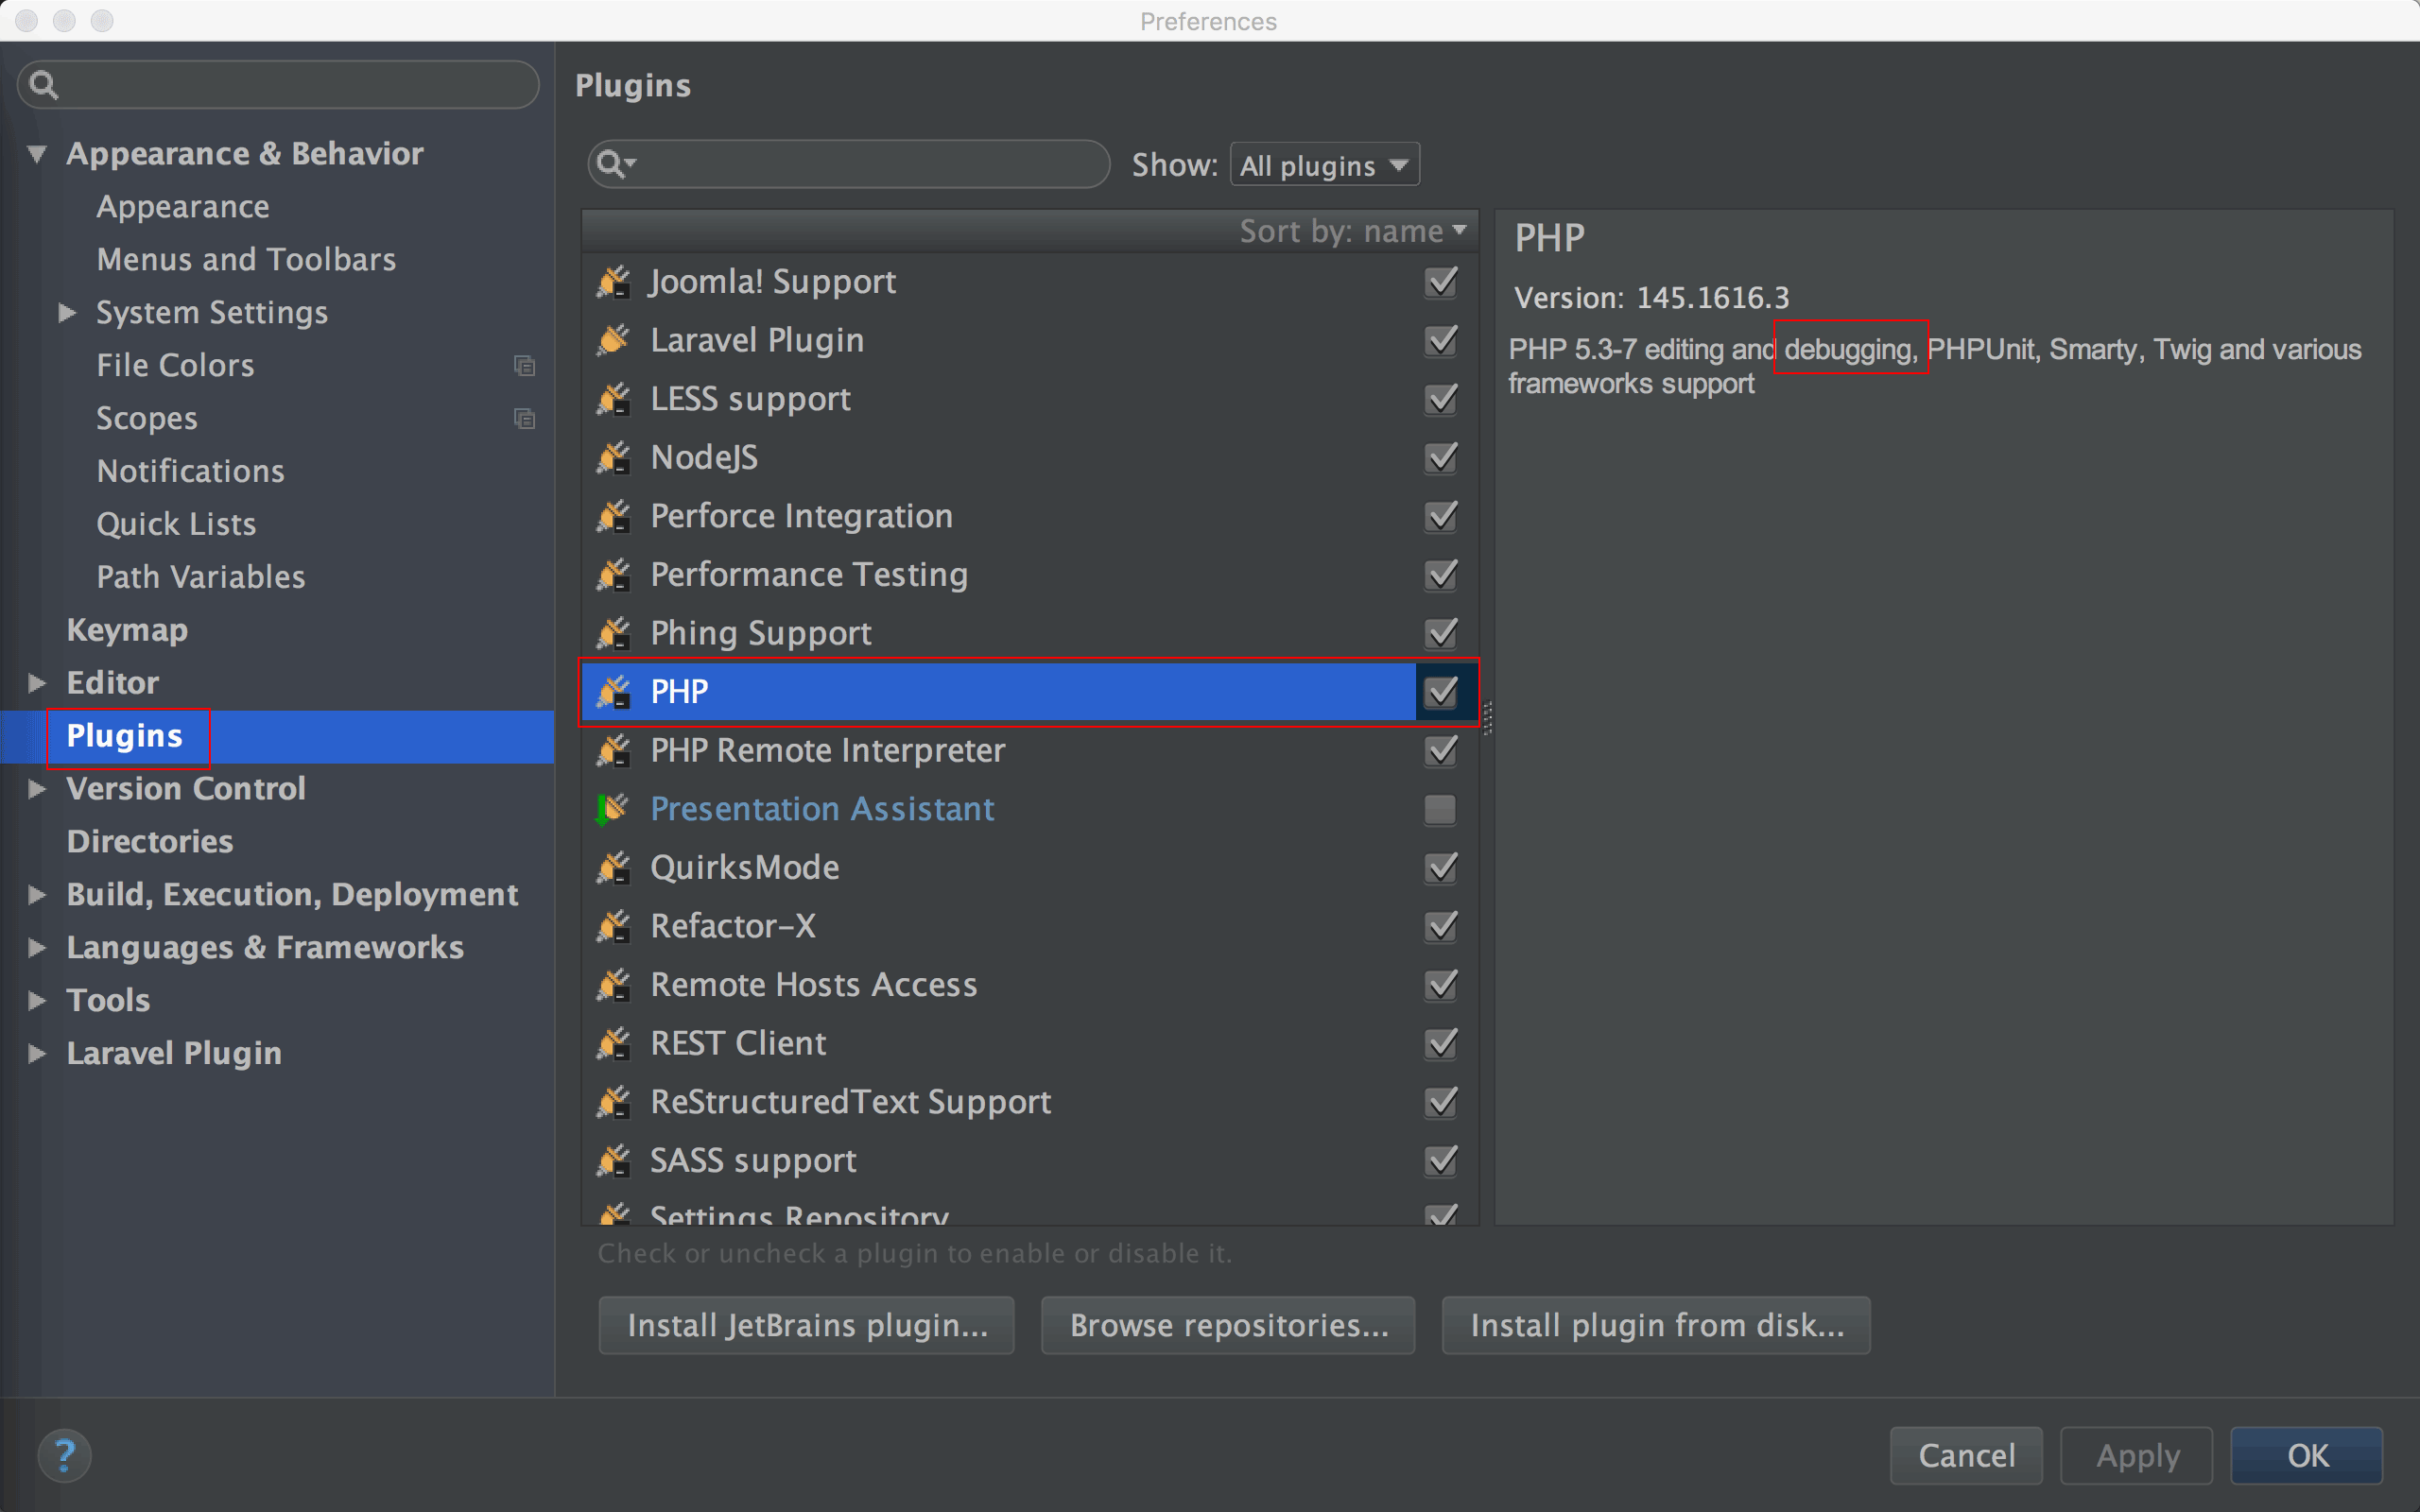 Preferences
Appearance & Behavior
Appearance
Menus and Toolbars
System Settings
File Colors
Scopes
Notifications
Quick Lists
Path Variables
Keymap
Editor
Plugins
Version Control
Directories
Build, Execution, Deployment
Languages & Frameworks
Tools
Laravel Plugin
Plugins
Show: All plugins
Sort by: name
Joomla! Support
Laravel Plugin
LESS support
NodeJS
Perforce Integration
Performance Testing
Phing Support
PHP
PHP Remote Interpreter
Presentation Assistant
QuirksMode
Refactor-X
Remote Hosts Access
REST Client
ReStructuredText Support
SASS support
Settings Repository
Check or uncheck a plugin to enable or disable it.
Install JetBrains plugin... Browse repositories... Install plugin from disk...
PHP
Version: 145.1616.3
PHP 5.3-7 editing and debugging, PHPUnit, Smarty, Twig and various
frameworks support
? Cancel Apply OK